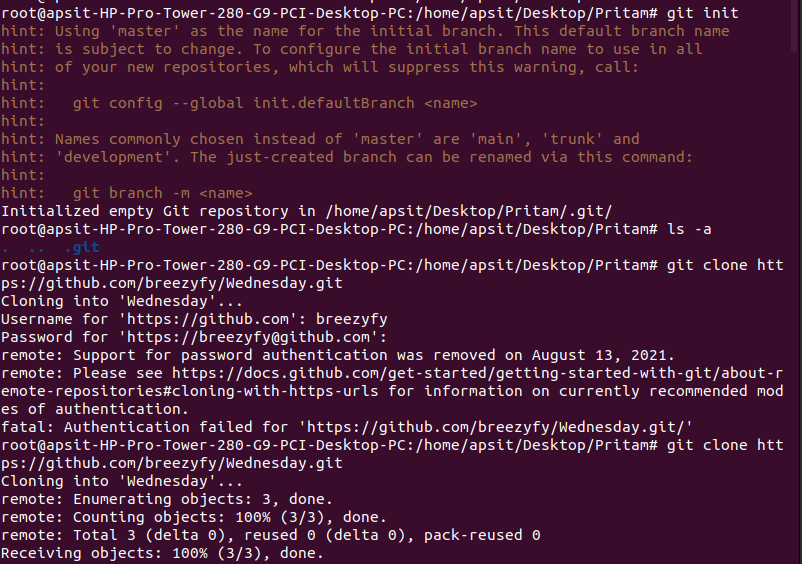 root@apsit-HP-Pro-Tower-280-G9-PCI-Desktop-PC:/home/apsit/Desktop/Pritam# git init
hint: Using 'master' as the name for the initial branch. This default branch name
hint: is subject to change. To configure the initial branch name to use in all
hint: of your new repositories, which will suppress this warning, call:
hint:
hint:   git config --global init.defaultBranch <name>
hint:
hint: Names commonly chosen instead of 'master' are 'main', 'trunk' and
hint: 'development'. The just-created branch can be renamed via this command:
hint:
hint:   git branch -m <name>
Initialized empty Git repository in /home/apsit/Desktop/Pritam/.git/
root@apsit-HP-Pro-Tower-280-G9-PCI-Desktop-PC:/home/apsit/Desktop/Pritam# ls -a
.  ..  .git
root@apsit-HP-Pro-Tower-280-G9-PCI-Desktop-PC:/home/apsit/Desktop/Pritam# git clone htt
ps://github.com/breezyfy/Wednesday.git
Cloning into 'Wednesday'...
Username for 'https://github.com': breezyfy
Password for 'https://breezyfy@github.com':
remote: Support for password authentication was removed on August 13, 2021.
remote: Please see https://docs.github.com/get-started/getting-started-with-git/about-r
emote-repositories#cloning-with-https-urls for information on currently recommended mod
es of authentication.
fatal: Authentication failed for 'https://github.com/breezyfy/Wednesday.git/'
root@apsit-HP-Pro-Tower-280-G9-PCI-Desktop-PC:/home/apsit/Desktop/Pritam# git clone htt
ps://github.com/breezyfy/Wednesday.git
Cloning into 'Wednesday'...
remote: Enumerating objects: 3, done.
remote: Counting objects: 100% (3/3), done.
remote: Total 3 (delta 0), reused 0 (delta 0), pack-reused 0
Receiving objects: 100% (3/3), done.